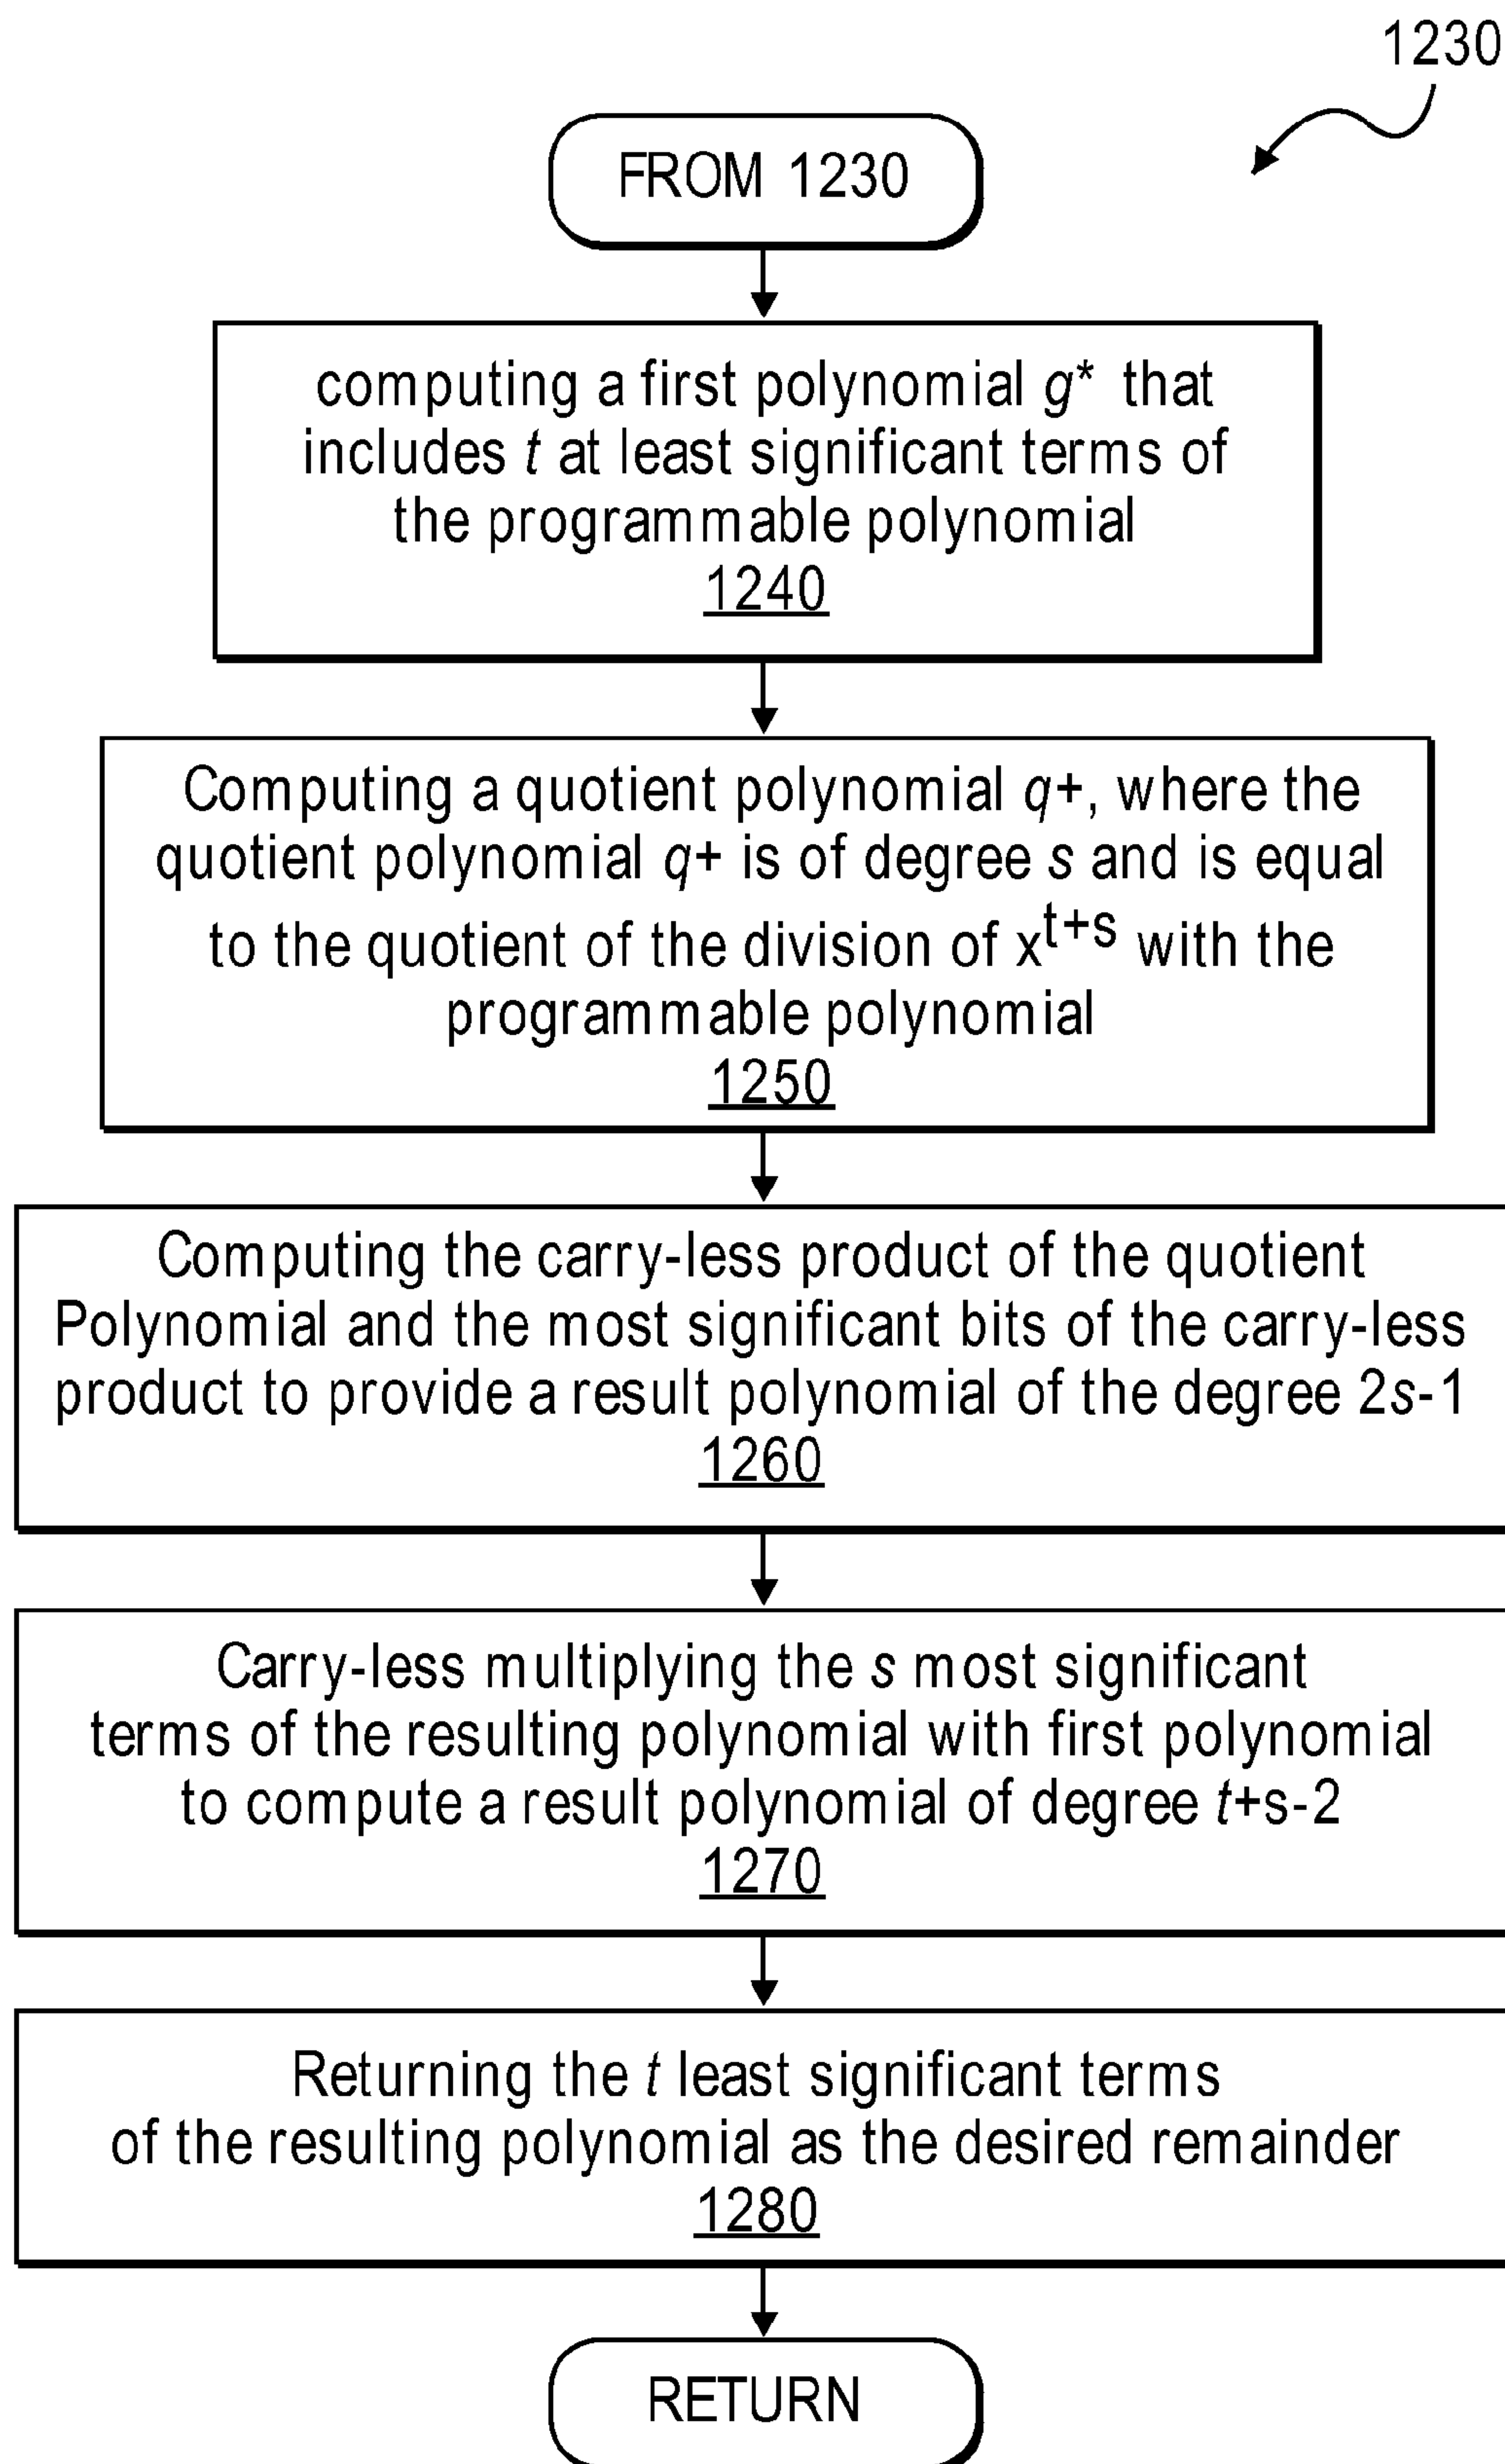 1230
FROM 1230
computing a first polynomial g* that
includes t at least significant terms of
the programmable polynomial
1240
Computing a quotient polynomial q+, where the
quotient polynomial q+ is of degree s and is equal
to the quotient of the division of x^t+s with the
programmable polynomial
1250
Computing the carry-less product of the quotient
Polynomial and the most significant bits of the carry-less
product to provide a result polynomial of the degree 2s-1
1260
Carry-less multiplying the s most significant
terms of the resulting polynomial with first polynomial
to compute a result polynomial of degree t+s-2
1270
Returning the t least significant terms
of the resulting polynomial as the desired remainder
1280
RETURN